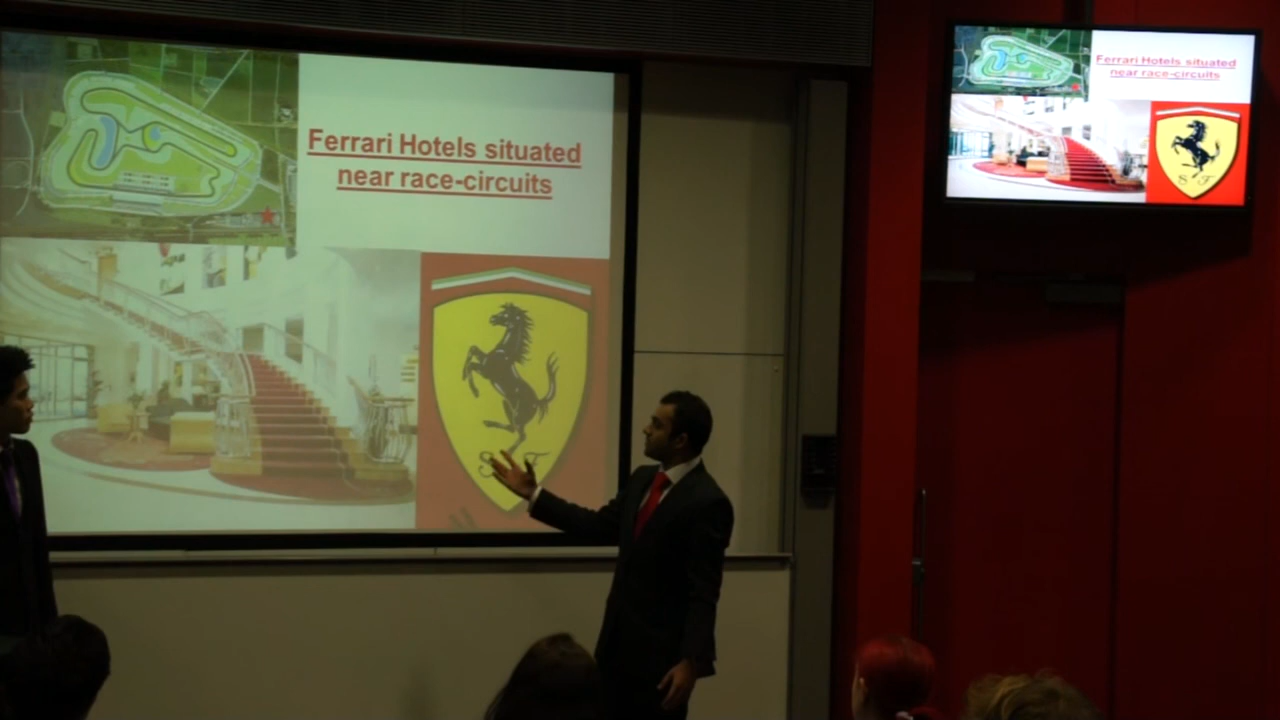 Ferrari Hotels situated
near race-circuits
S F
Ferrari Hotels situated
near race-circuits
S F